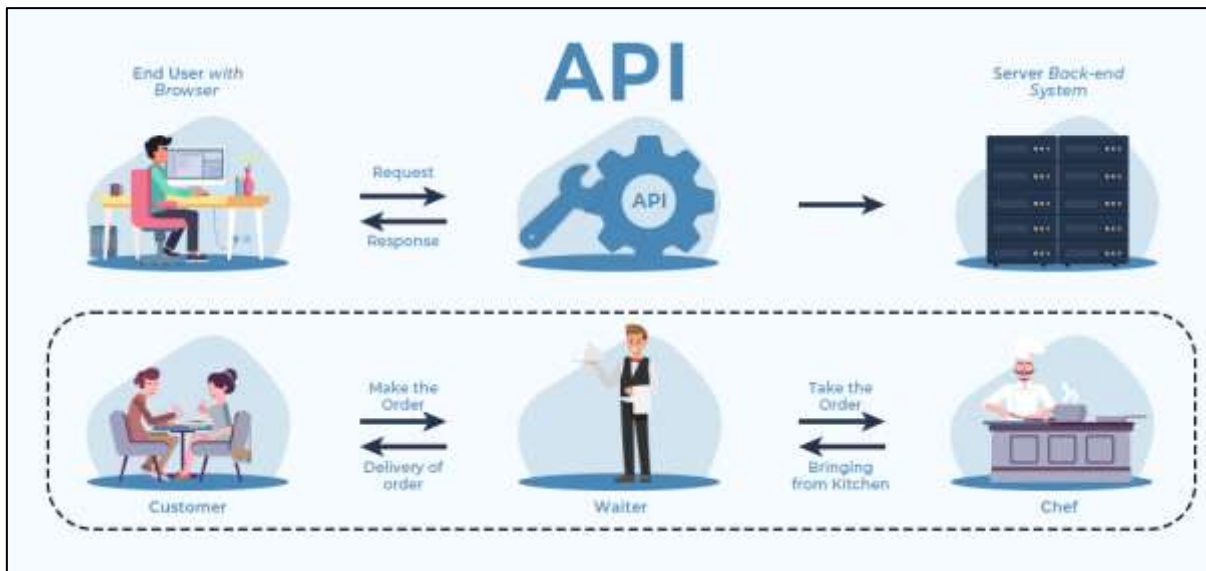 API
End User with
Browser
Server Back-end
System
Request
API
Response
Make the
Order
Take the
Order
Delivery of
order
Bringing
from Kitchen
Customer
Waiter
Chef